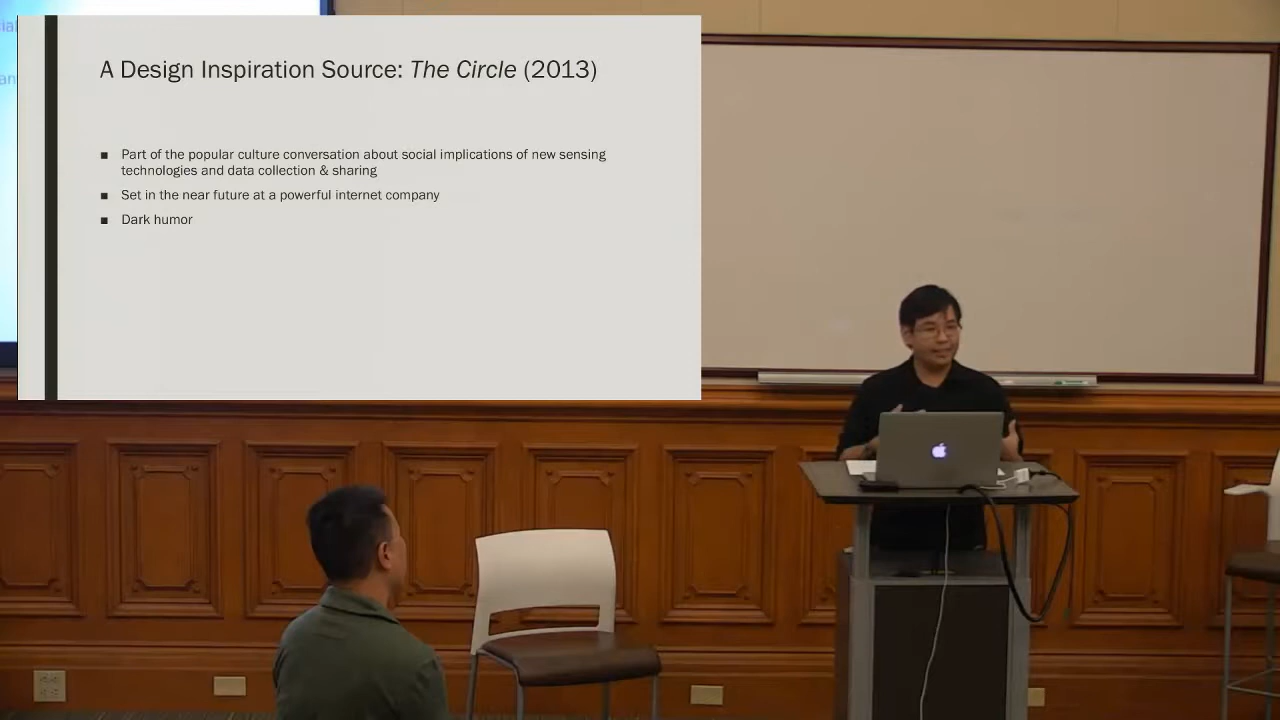 A Design Inspiration Source: The Circle (2013)
■ Part of the popular culture conversation about social implications of new sensing
technologies and data collection & sharing
■ Set in the near future at a powerful internet company
■ Dark humor